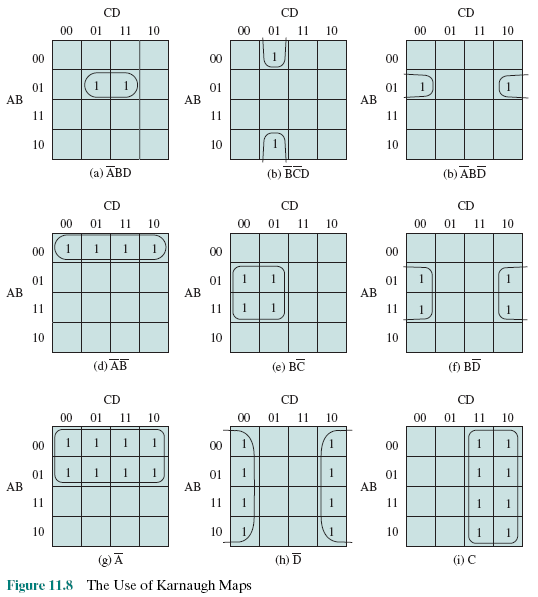 CD CD CD
00 01 11 10 00 01 11 10 00 01 11 10
00 00 1 00
01 1 1 01 01 1 1
AB AB AB
11 11 11
10 10 1 10
(a) A̅BD (b) B̅C̅D (b) A̅BD̅
CD CD CD
00 01 11 10 00 01 11 10 00 01 11 10
00 1 1 1 1 00 00
01 01 1 1 01 1 1
AB AB AB
11 11 1 1 11 1 1
10 10 10
(d) A̅B̅ (e) BC̅ (f) BD̅
CD CD CD
00 01 11 10 00 01 11 10 00 01 11 10
00 1 1 1 1 00 1 1 00 1 1
01 1 1 1 1 01 1 1 01 1 1
AB AB AB
11 11 1 1 11 1 1
10 10 1 1 10 1 1
(g) A̅ (h) D̅ (i) C
Figure 11.8 The Use of Karnaugh Maps